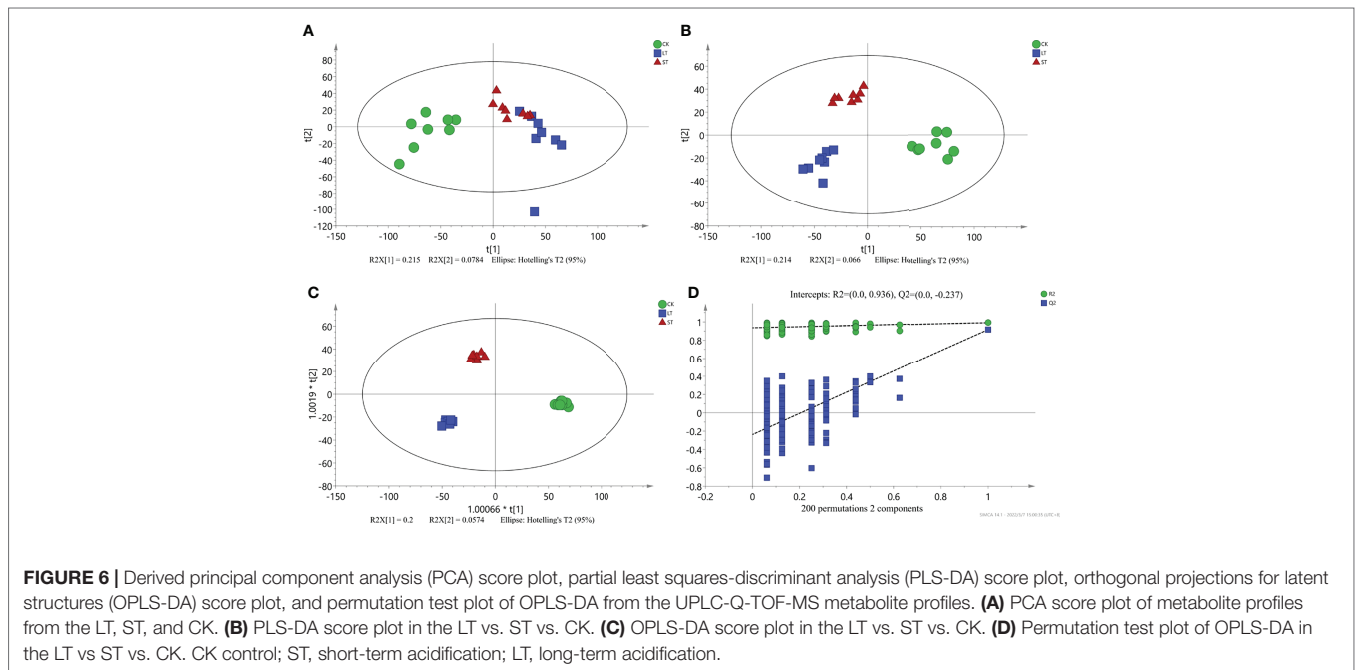 A
CK
LT
ST
t[2]
80
60
40
20
0
-20
-40
-60
-80
-100
-120
-150
-100
-50
0
50
100
t[1]
R2X[1] = 0.215 R2X[2] = 0.0784 Ellipse: Hotelling's T2 (95%)
B
CK
LT
ST
t[2]
60
40
20
0
-20
-40
-60
-80
-150
-100
-50
0
50
100
t[1]
R2X[1] = 0.214 R2X[2] = 0.066 Ellipse: Hotelling's T2 (95%)
C
CK
LT
ST
1.0019 * t[2]
60
40
20
0
-20
-40
-60
-80
-150
-100
-50
0
50
100
1.00066 * t[1]
R2X[1] = 0.2 R2X[2] = 0.0574 Ellipse: Hotelling's T2 (95%)
D
Intercepts: R2=(0.0, 0.936), Q2=(0.0, -0.237)
R2
Q2
1
0.8
0.6
0.4
0.2
0
-0.2
-0.4
-0.6
-0.8
-0.2
0
0.2
0.4
0.6
0.8
1
200 permutations 2 components
FIGURE 6 | Derived principal component analysis (PCA) score plot, partial least squares-discriminant analysis (PLS-DA) score plot, orthogonal projections for latent
structures (OPLS-DA) score plot, and permutation test plot of OPLS-DA from the UPLC-Q-TOF-MS metabolite profiles. (A) PCA score plot of metabolite profiles
from the LT, ST, and CK. (B) PLS-DA score plot in the LT vs. ST vs. CK. (C) OPLS-DA score plot in the LT vs. ST vs. CK. (D) Permutation test plot of OPLS-DA in
the LT vs ST vs. CK. CK control; ST, short-term acidification; LT, long-term acidification.